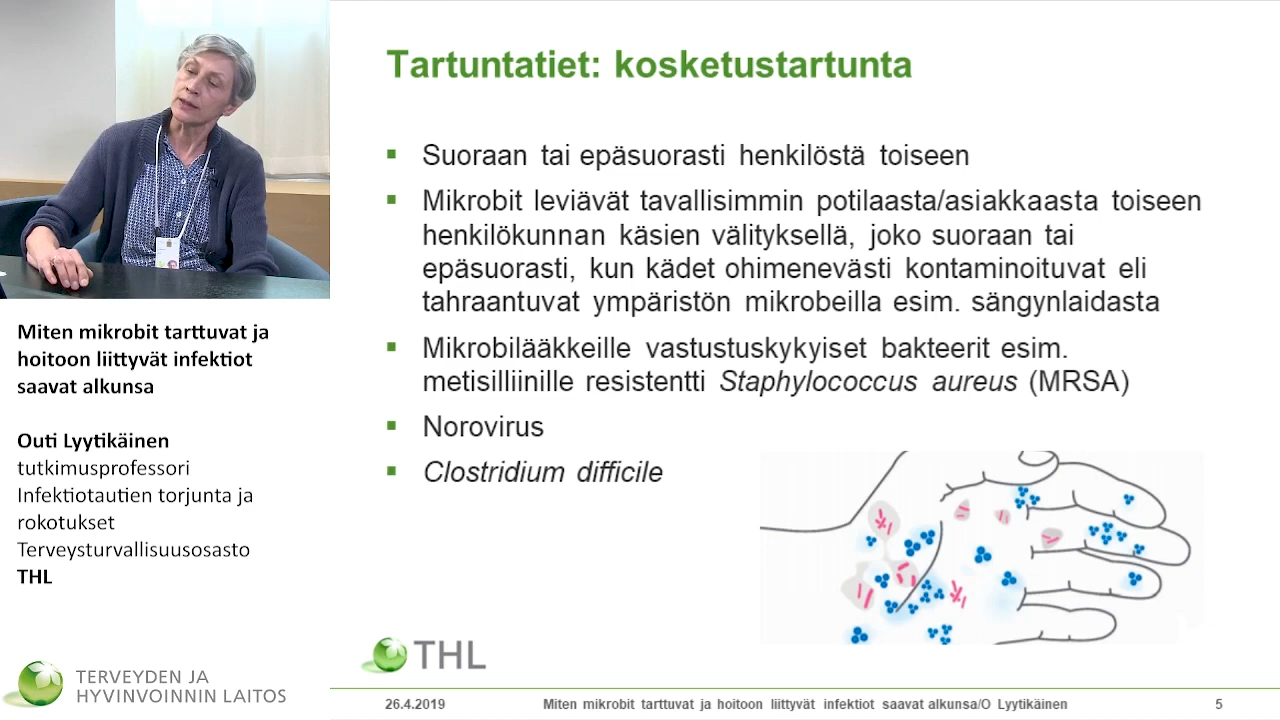 Tartuntatiet: kosketustartunta
Suoraan tai epäsuorasti henkilöstä toiseen
Mikrobit leviävät tavallisimmin potilaasta/asiakkaasta toiseen
henkilökunnan käsien välityksellä, joko suoraan tai
epäsuorasti, kun kädet ohimenevästi kontaminoituvat eli
tahraantuvat ympäristön mikrobeilla esim. sängynlaidasta
Mikrobilääkkeille vastustuskykyiset bakteerit esim.
metisilliinille resistentti Staphylococcus aureus (MRSA)
Norovirus
Clostridium difficile
THL
26.4.2019 Miten mikrobit tarttuvat ja hoitoon liittyvät infektiot saavat alkunsa/O Lyytikäinen 5
Miten mikrobit tarttuvat ja
hoitoon liittyvät infektiot
saavat alkunsa
Outi Lyytikäinen
tutkimusprofessori
Infektiotautien torjunta ja
rokotukset
Terveysturvallisuusosasto
THL
TERVEYDEN JA
HYVINVOINNIN LAITOS